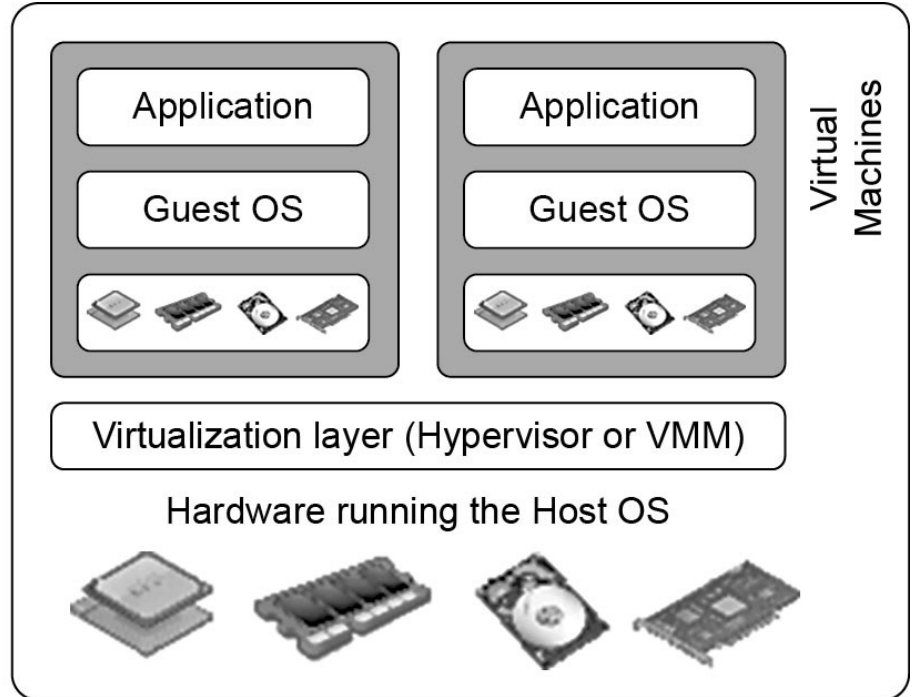 Application
Guest OS
Application
Guest OS
Virtual
Machines
Virtualization layer (Hypervisor or VMM)
Hardware running the Host OS